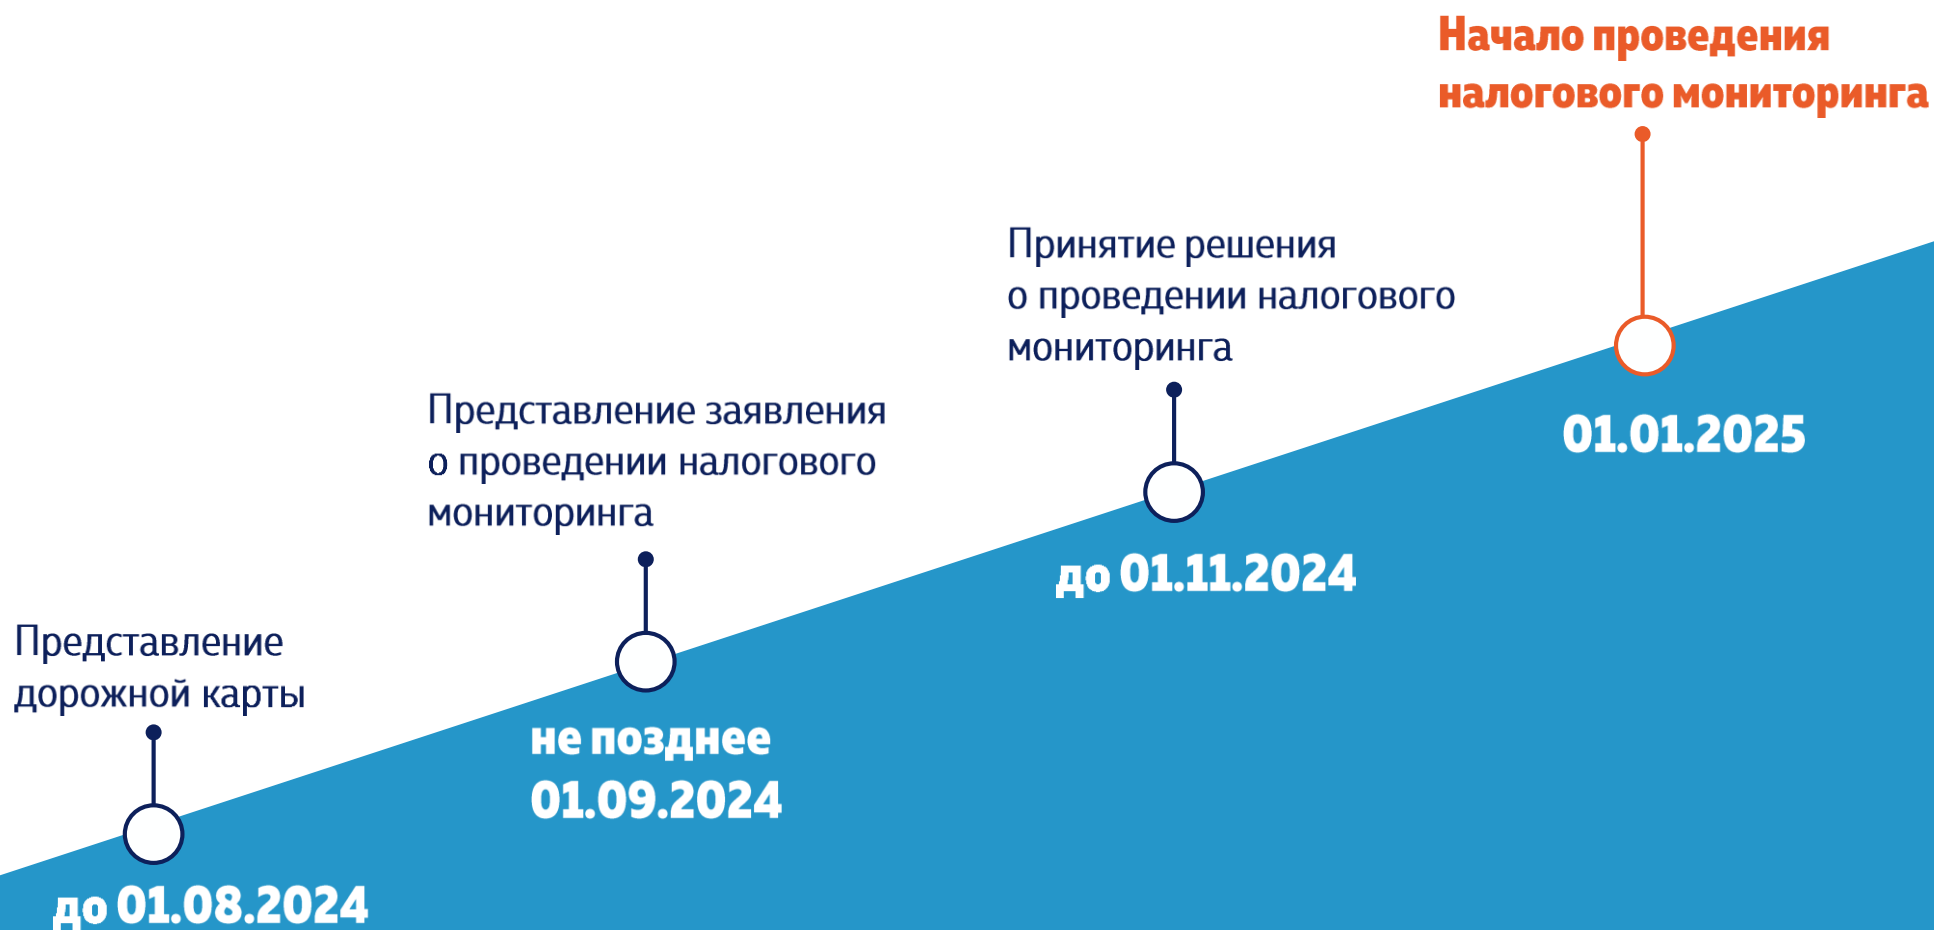 Представление
дорожной карты
до 01.08.2024
Представление заявления
о проведении налогового
мониторинга
не позднее
01.09.2024
Принятие решения
о проведении налогового
мониторинга
до 01.11.2024
Начало проведения
налогового мониторинга
01.01.2025